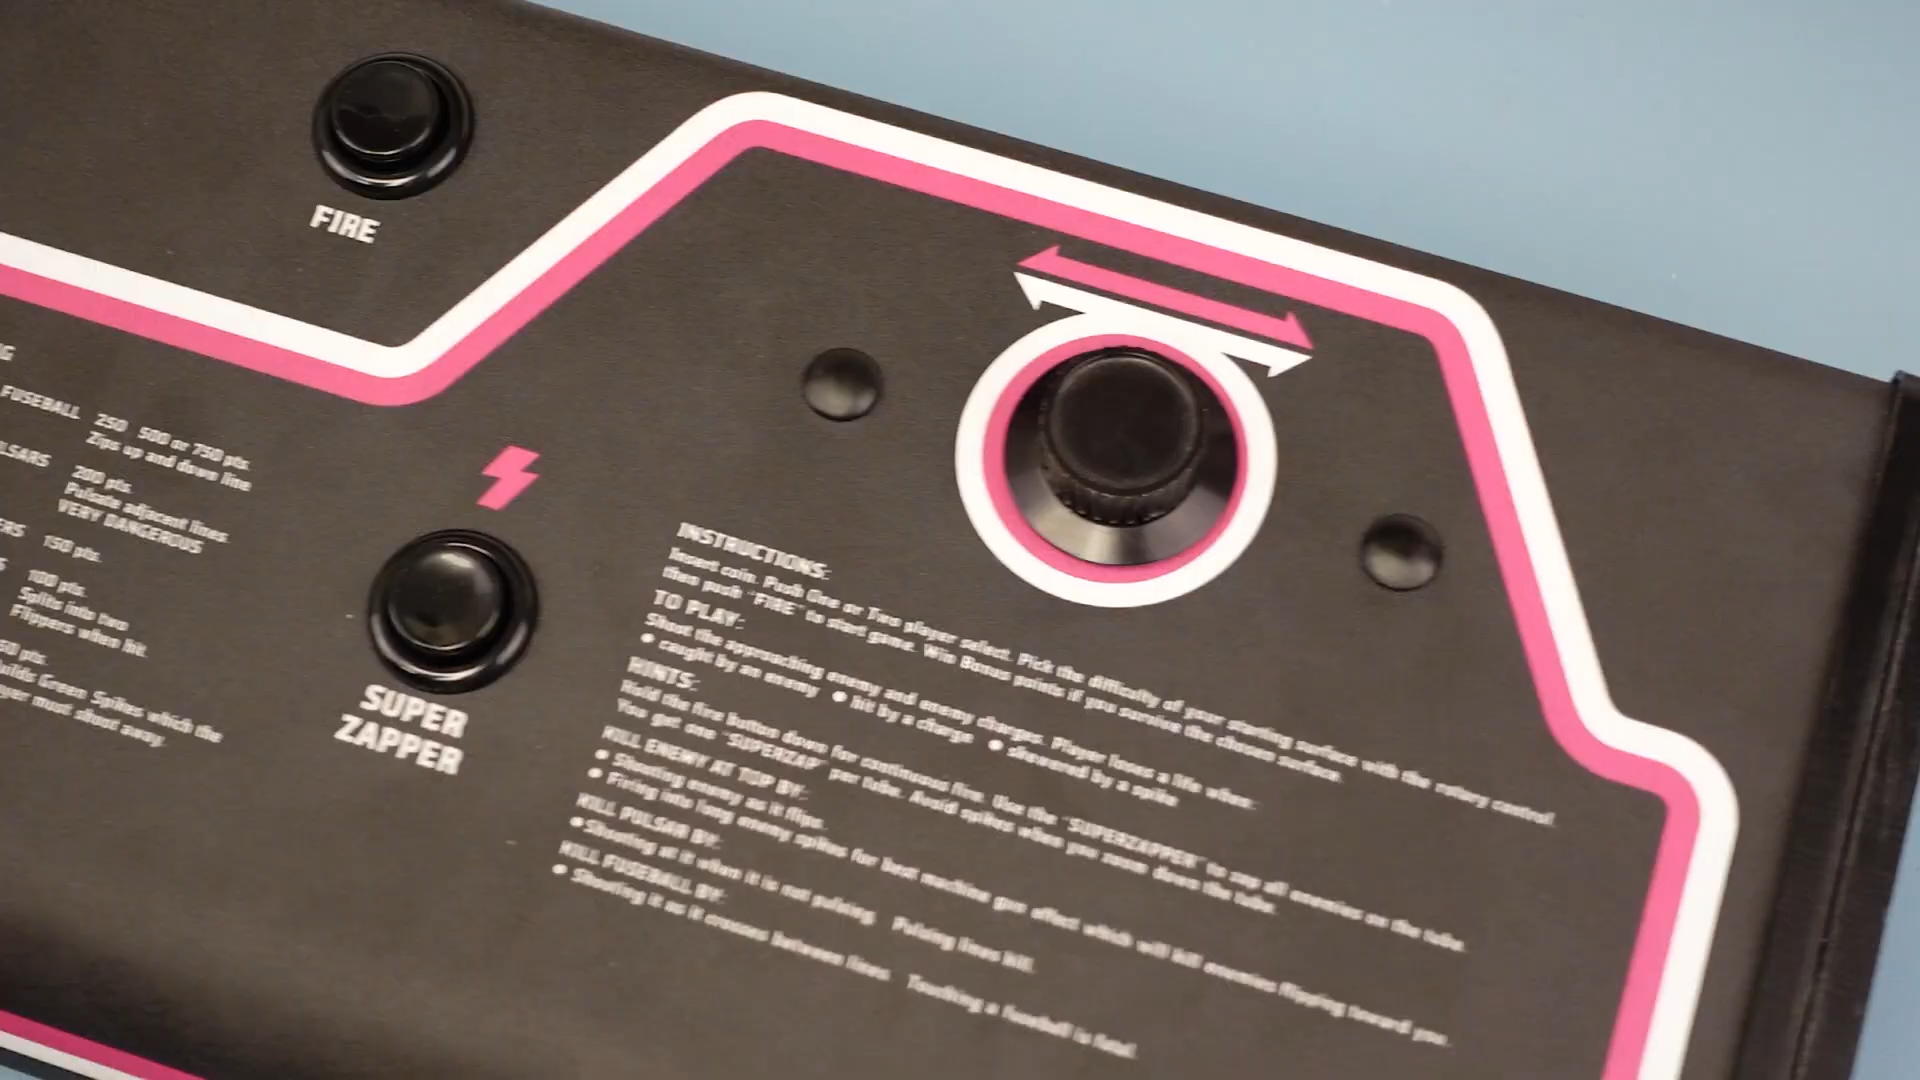 FIRE
FUSEBALL 250 500 or 750 pts.
Zips up and down line
200 pts.
Pulsate adjacent lines.
VERY DANGEROUS
150 pts.
100 pts.
Splits into two
Flippers when hit.
Green Spikes which the
must shoot away.
SUPER
ZAPPER
INSTRUCTIONS:
Insert coin. Push One or Two player select. Pick the difficulty of your starting surface with the rotary control.
then push "FIRE" to start game. Win Bonus points if you survive the chosen surface.
TO PLAY:
Shoot the approaching enemy and enemy charges. Player loses a life when:
● caught by an enemy ● hit by a charge ● skewered by a spike
HINTS:
Hold the fire button down for continuous fire. Use the "SUPERZAPPER" to zap all enemies on the tube.
You get one "SUPERZAP" per tube. Avoid spikes when you zoom down the tube.
KILL ENEMY AT TOP BY:
● Shooting enemy as it flips.
● Firing into long enemy spikes for best machine gun effect which will kill enemies flipping toward you.
KILL PULSAR BY:
● Shooting at it when it is not pulsing. Pulsing lines kill.
KILL FUSEBALL BY:
● Shooting it as it crosses between lines. Touching a fuseball is fatal.